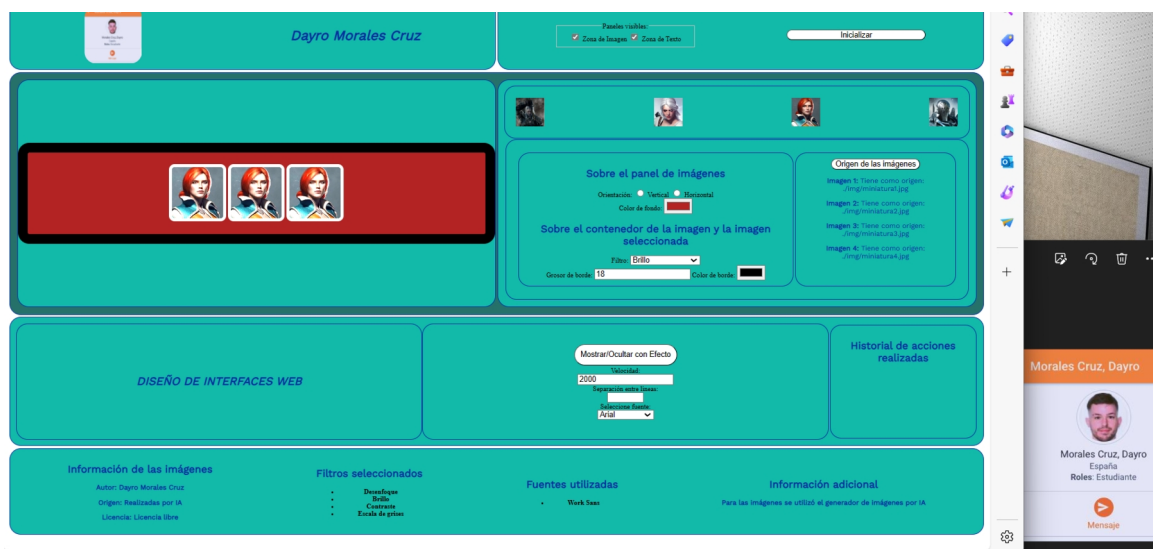 Dayro Morales Cruz
Paneles visibles:
Zona de Imagen Zona de Texto
Inicializar
Origen de las imágenes
Sobre el panel de imágenes
Orientación: Vertical Horizontal
Color de fondo:
Sobre el contenedor de la imagen y la imagen
seleccionada
Filtro: Brillo
Grosor de borde: 18 Color de borde:
Imagen 1: Tiene como origen:
./img/miniatura1.jpg
Imagen 2: Tiene como origen:
./img/miniatura2.jpg
Imagen 3: Tiene como origen:
./img/miniatura3.jpg
Imagen 4: Tiene como origen:
./img/miniatura4.jpg
DISEÑO DE INTERFACES WEB
Mostrar/Ocultar con Efecto
Velocidad:
2000
Separación entre líneas:
Seleccione fuente:
Arial
Historial de acciones
realizadas
Información de las imágenes
Autor: Dayro Morales Cruz
Origen: Realizadas por IA
Licencia: Licencia libre
Filtros seleccionados
Desenfoque
Brillo
Contraste
Escala de grises
Fuentes utilizadas
Work Sans
Información adicional
Para las imágenes se utilizó el generador de imágenes por IA
Morales Cruz, Dayro
Morales Cruz, Dayro
España
Roles: Estudiante
Mensaje